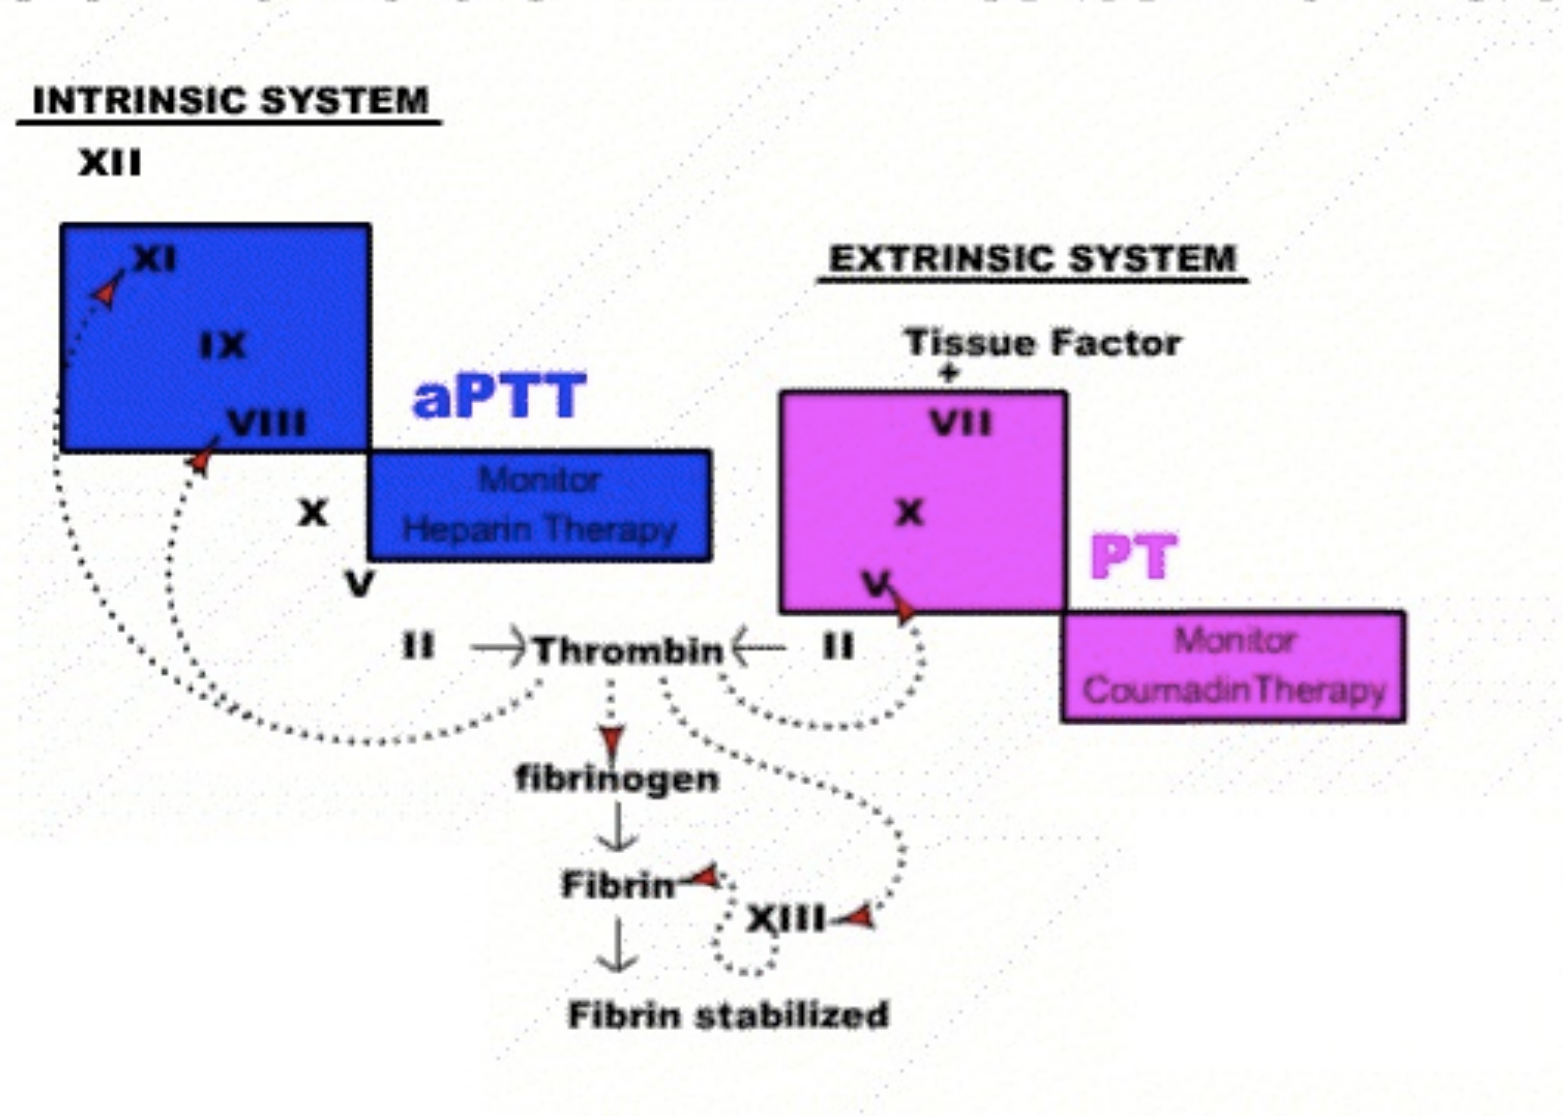 INTRINSIC SYSTEM
XII
XI
IX
VIII
aPTT
Monitor
Heparin Therapy
X
V
II
Thrombin
II
EXTRINSIC SYSTEM
Tissue Factor
+
VII
X
V
PT
Monitor
Coumadin Therapy
fibrinogen
Fibrin
XIII
Fibrin stabilized